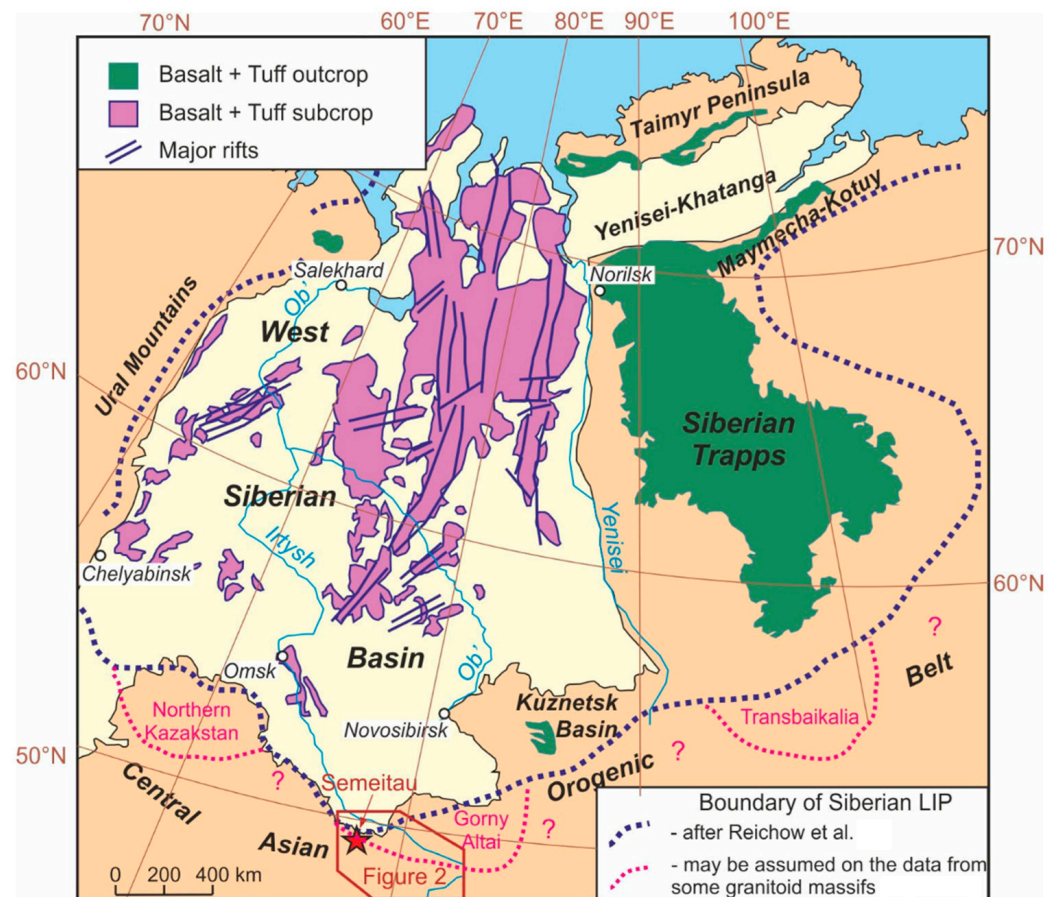 70°N 60°E 70°E 80°E 90°E 100°E
Basalt + Tuff outcrop
Basalt + Tuff subcrop
Major rifts
Taimyr Peninsula
Yenisei-Khatanga
Maymecha-Kotuy
70°N
Salekhard
Norilsk
Ob'
West
Ural Mountains
60°N
Siberian
Traps
Siberian
Irtysh
Yenisei
Chelyabinsk
60°N
?
Basin
Ob'
Omsk
Belt
Kuznetsk
Basin
Northern
Kazakstan
Novosibirsk
Transbaikalia
50°N
?
?
Semeitau
Orogenic
Central
Gorny
Altai
?
Asian
Figure 2
0 200 400 km
Boundary of Siberian LIP
- after Reichow et al.
- may be assumed on the data from
some granitoid massifs